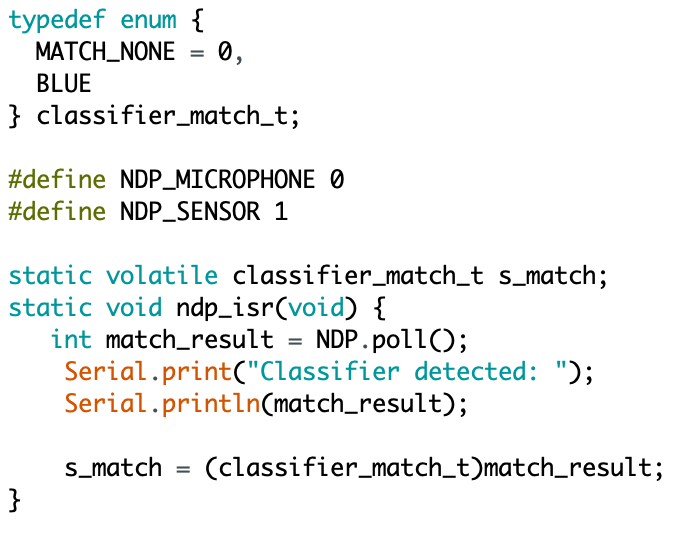 typedef enum {
  MATCH_NONE = 0,
  BLUE
} classifier_match_t;

#define NDP_MICROPHONE 0
#define NDP_SENSOR 1

static volatile classifier_match_t s_match;
static void ndp_isr(void) {
   int match_result = NDP.poll();
    Serial.print("Classifier detected: ");
    Serial.println(match_result);

    s_match = (classifier_match_t)match_result;
}